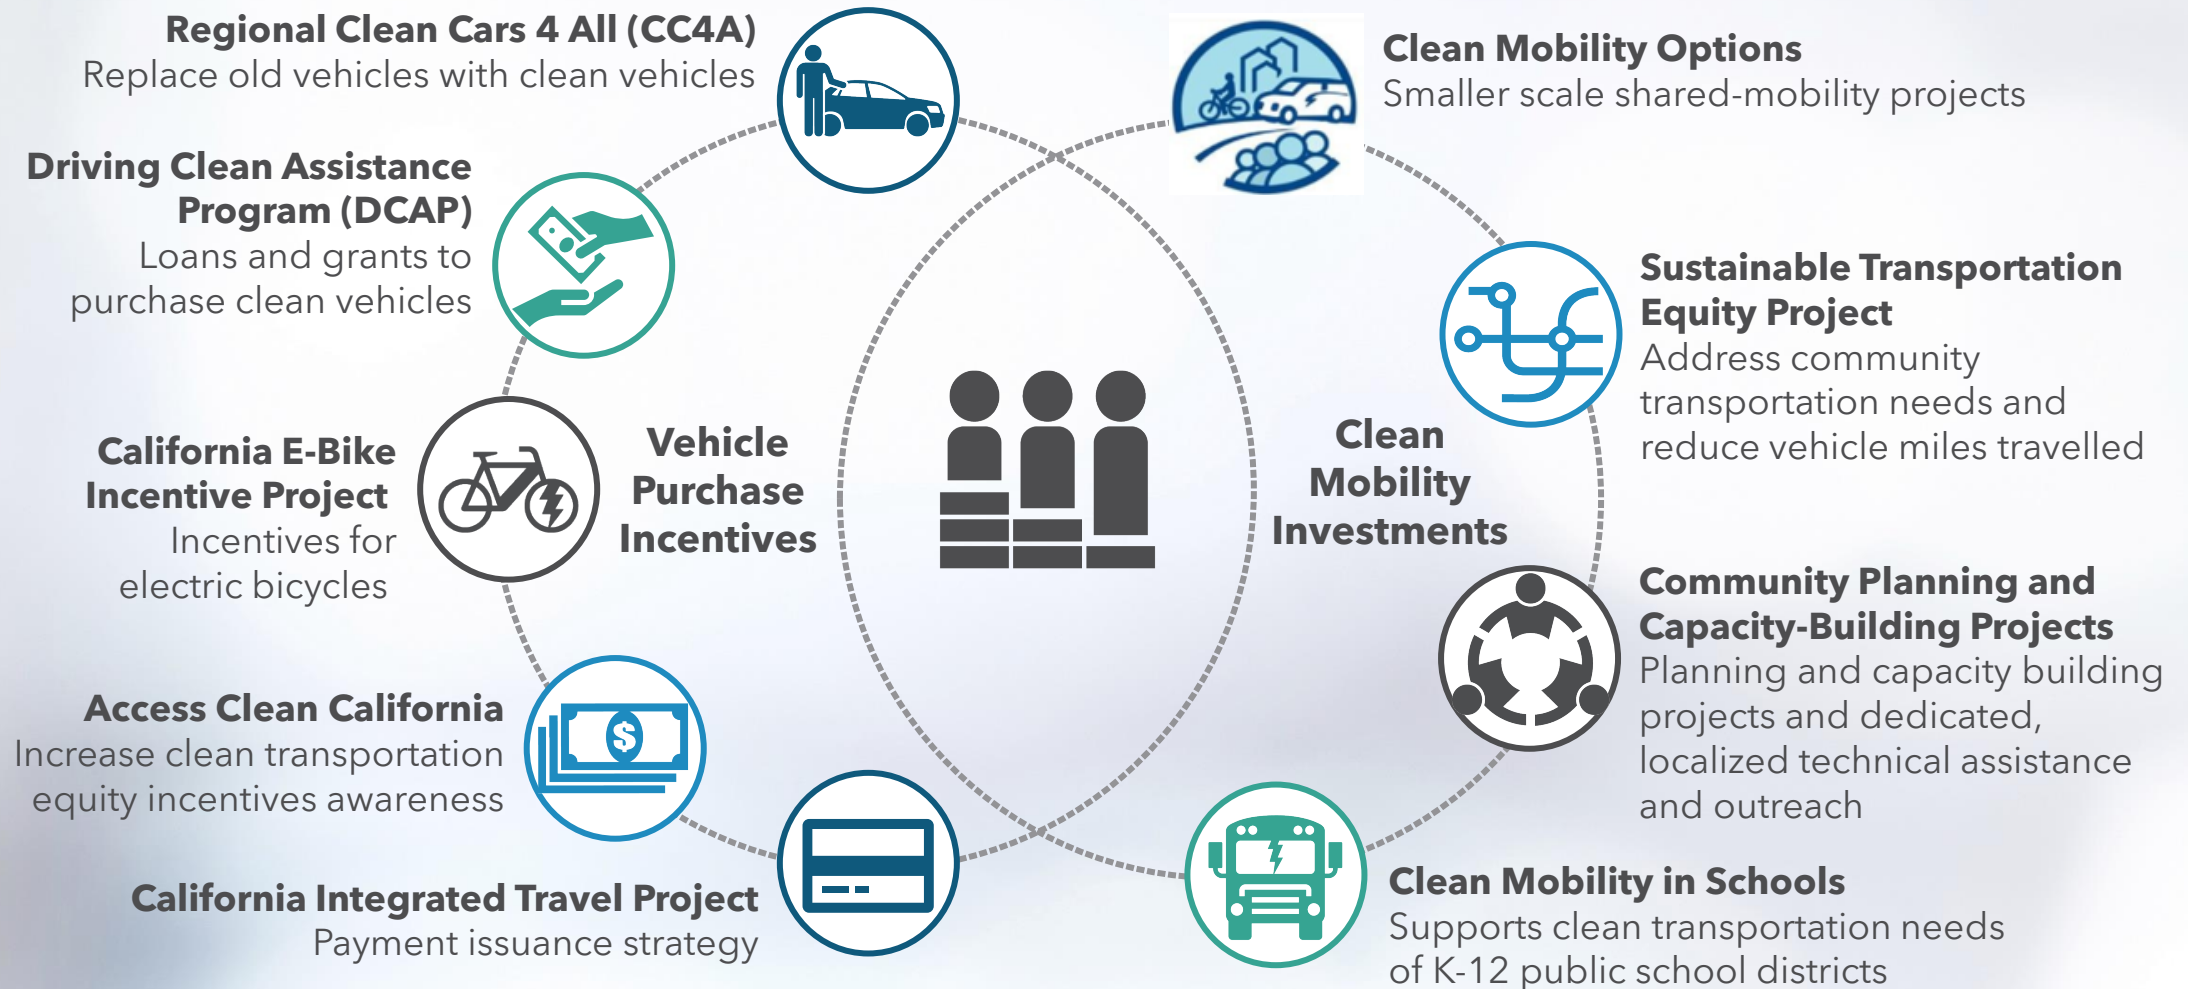 Regional Clean Cars 4 All (CC4A)
Replace old vehicles with clean vehicles
Driving Clean Assistance
Program (DCAP)
Loans and grants to
purchase clean vehicles
California E-Bike
Incentive Project
Incentives for
electric bicycles
Access Clean California
Increase clean transportation
equity incentives awareness
$
California Integrated Travel Project
Payment issuance strategy
Vehicle
Purchase
Incentives
Clean
Mobility
Investments
Clean Mobility Options
Smaller scale shared-mobility projects
Sustainable Transportation
Equity Project
Address community
transportation needs and
reduce vehicle miles travelled
Community Planning and
Capacity-Building Projects
Planning and capacity building
projects and dedicated,
localized technical assistance
and outreach
Clean Mobility in Schools
Supports clean transportation needs
of K-12 public school districts